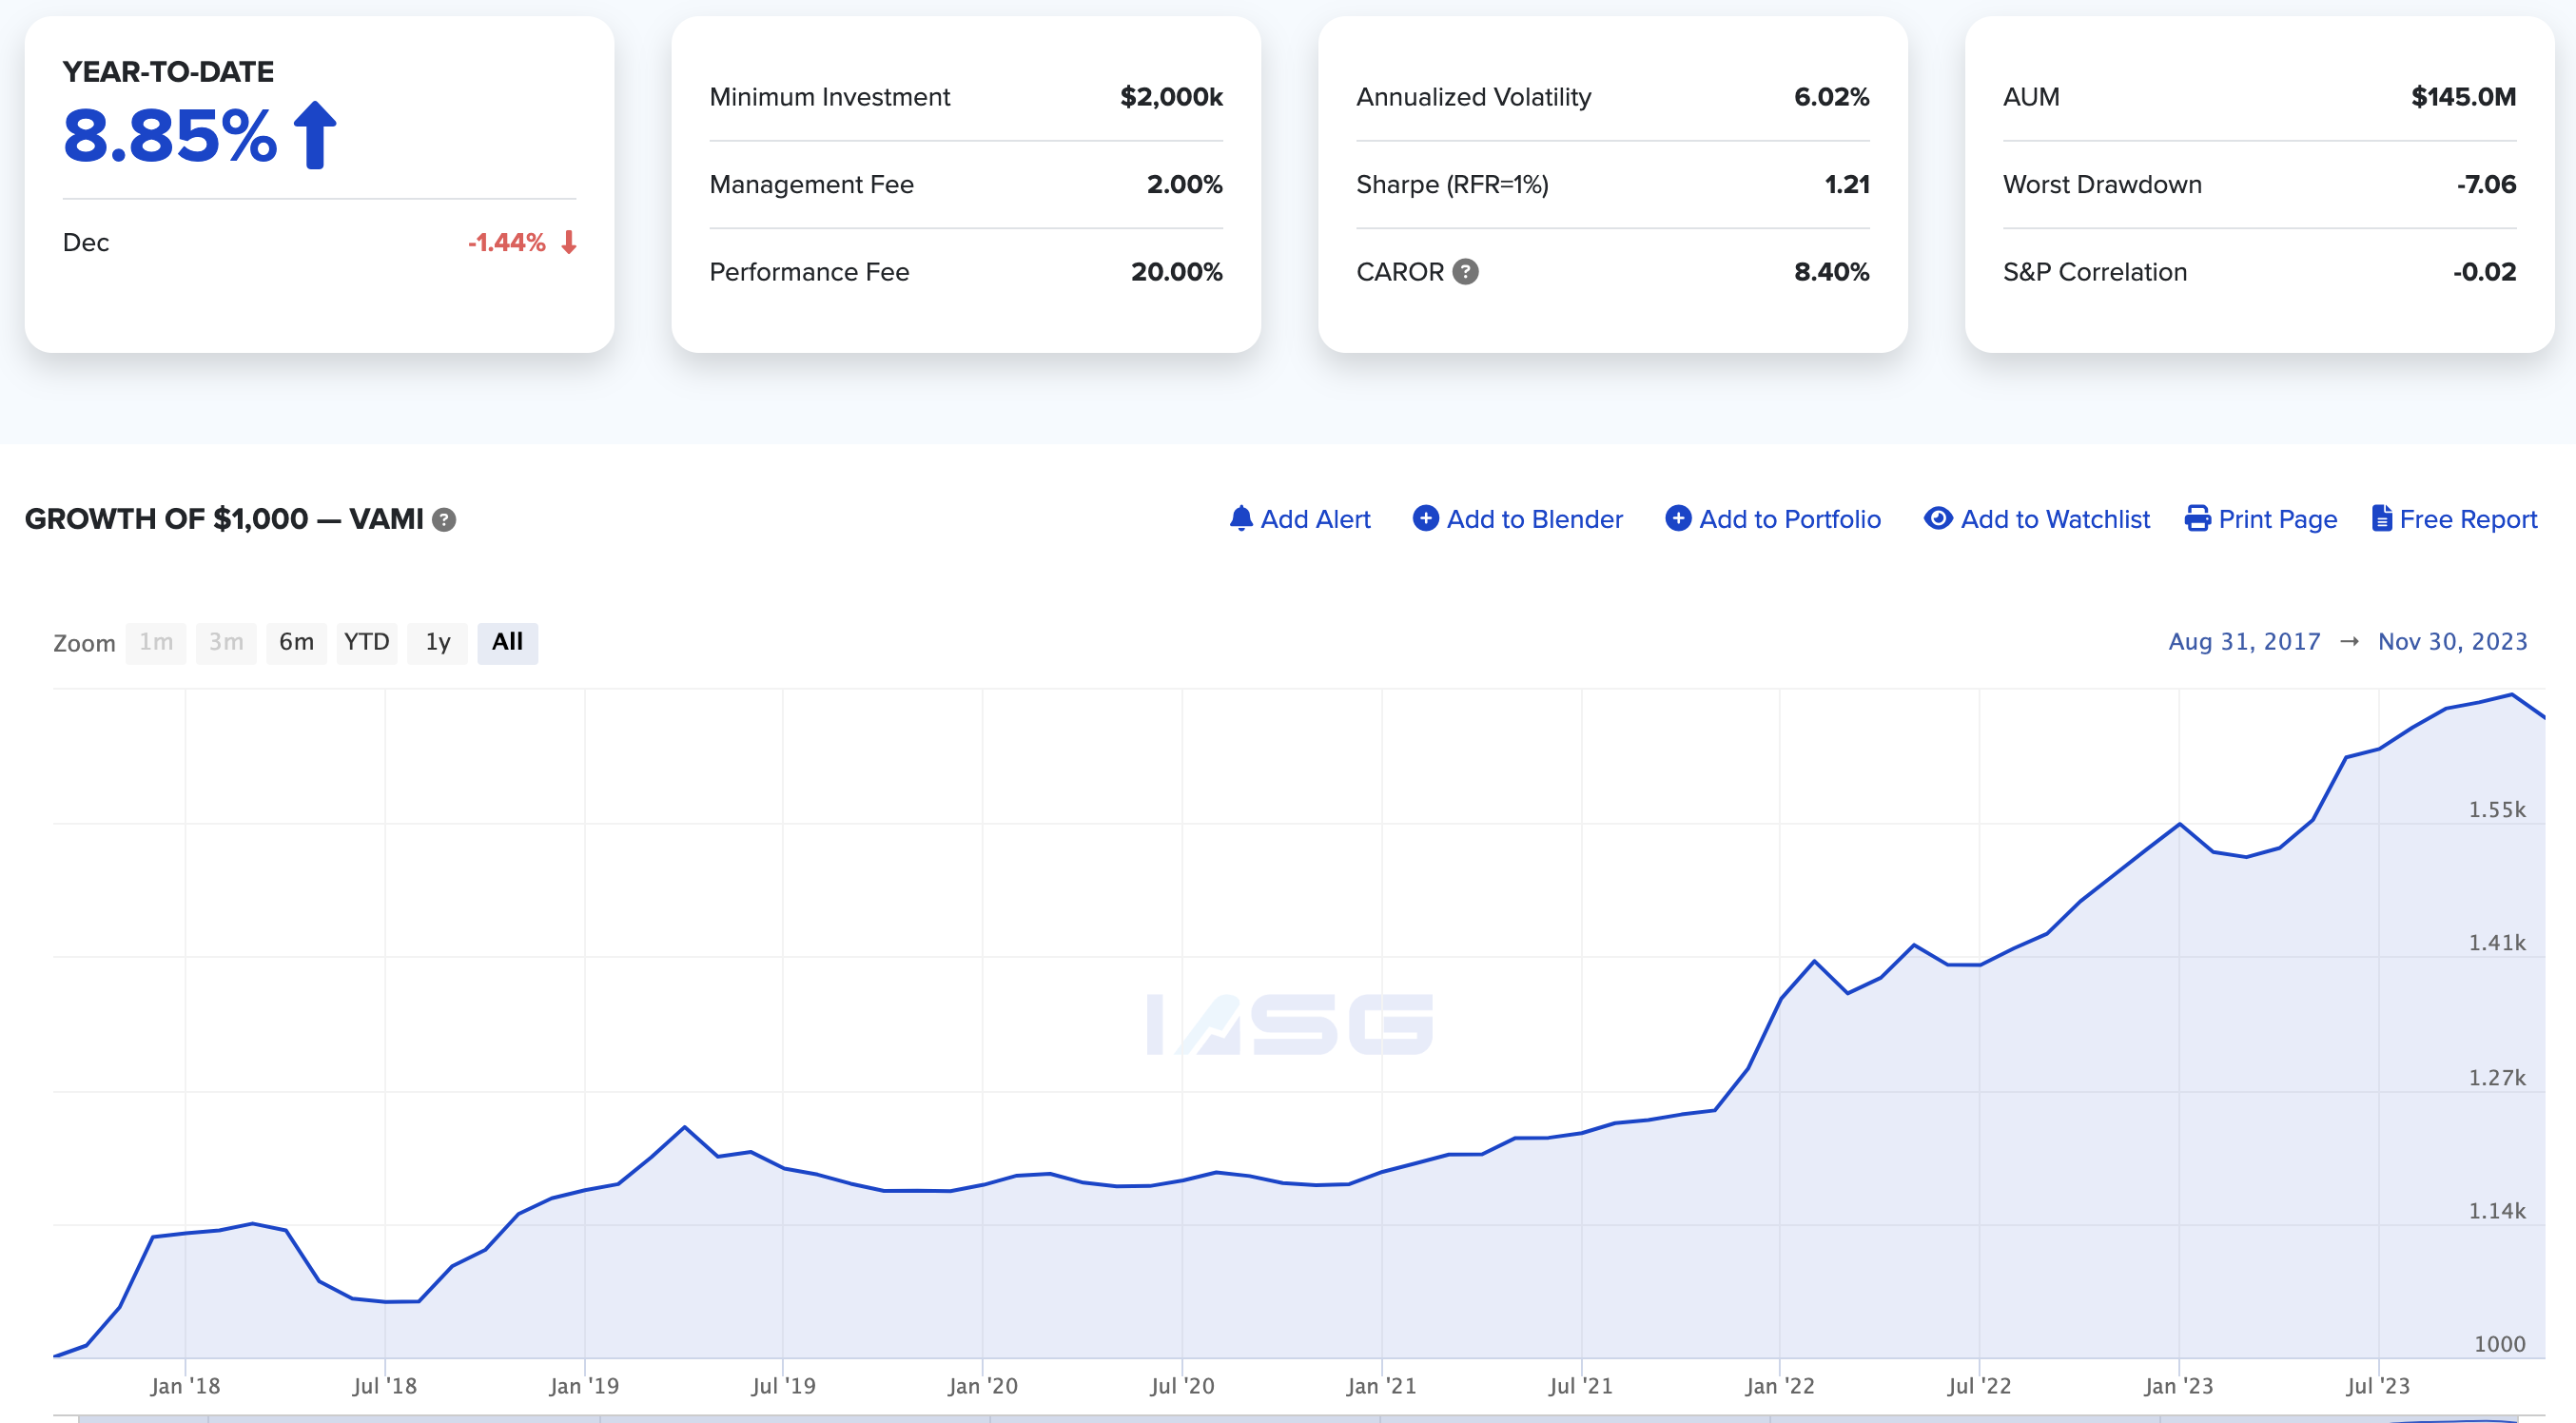 YEAR-TO-DATE
8.85%
Dec -1.44%
Minimum Investment $2,000k
Management Fee 2.00%
Performance Fee 20.00%
Annualized Volatility 6.02%
Sharpe (RFR=1%) 1.21
CAROR ? 8.40%
AUM $145.0M
Worst Drawdown -7.06
S&P Correlation -0.02
GROWTH OF $1,000 — VAMI ?
Add Alert Add to Blender Add to Portfolio Add to Watchlist Print Page Free Report
Zoom 1m 3m 6m YTD 1y All
Aug 31, 2017 → Nov 30, 2023
1.55k
1.41k
IASG
1.27k
1.14k
1000
Jan '18 Jul '18 Jan '19 Jul '19 Jan '20 Jul '20 Jan '21 Jul '21 Jan '22 Jul '22 Jan '23 Jul '23